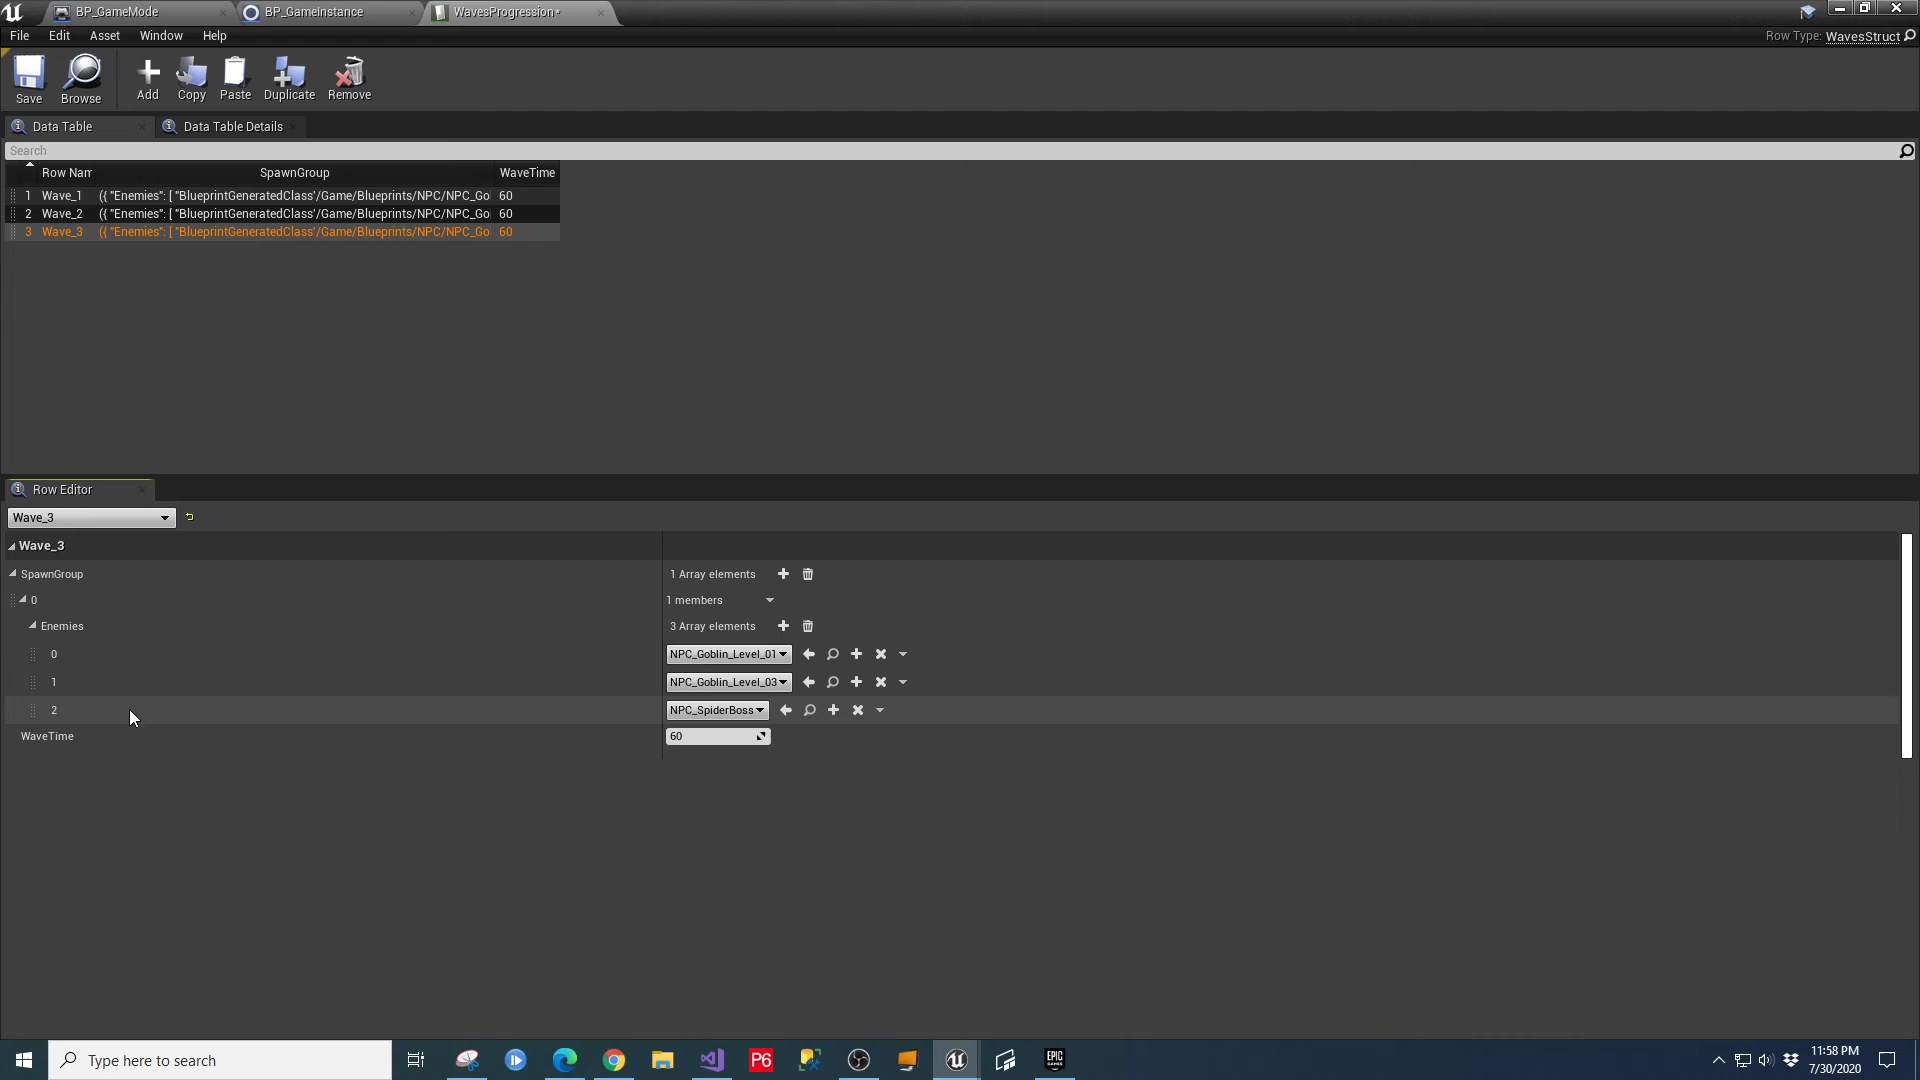 BP_GameMode
BP_GameInstance
WavesProgression*
File Edit Asset Window Help
Row Type: WavesStruct
Save Browse Add Copy Paste Duplicate Remove
Data Table Data Table Details
Search
Row Nam SpawnGroup WaveTime
1 Wave_1 ({ "Enemies": [ "BlueprintGeneratedClass'/Game/Blueprints/NPC/NPC_Go 60
2 Wave_2 ({ "Enemies": [ "BlueprintGeneratedClass'/Game/Blueprints/NPC/NPC_Go 60
3 Wave_3 ({ "Enemies": [ "BlueprintGeneratedClass'/Game/Blueprints/NPC/NPC_Go 60
Row Editor
Wave_3
Wave_3
SpawnGroup 1 Array elements
0 1 members
Enemies 3 Array elements
0 NPC_Goblin_Level_01
1 NPC_Goblin_Level_03
2 NPC_SpiderBoss
WaveTime 60
Type here to search
P6
EPIC GAMES
11:58 PM
7/30/2020